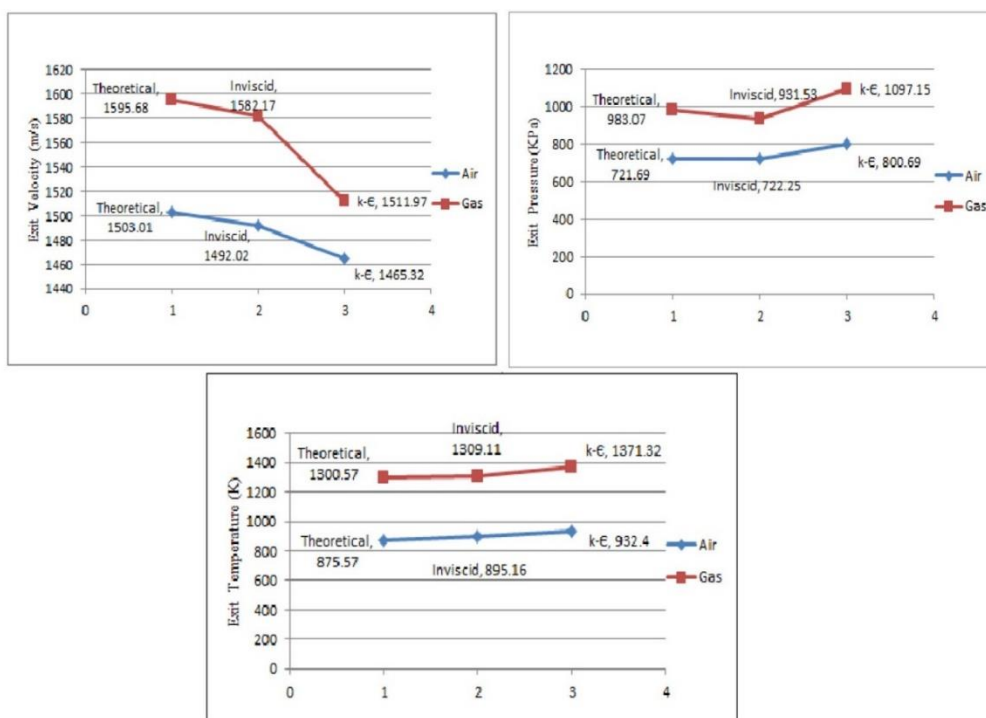 1620
1600
1580
1560
1540
1520
1500
1480
1460
1440
Exit Velocity (m/s)
Theoretical,
1595.68
Inviscid,
1582.17
k-Є, 1511.97
Theoretical,
1503.01
Inviscid,
1492.02
k-Є, 1465.32
Air
Gas
0 1 2 3 4
1200
1000
800
600
400
200
0
Exit Pressure(KPa)
Theoretical,
983.07
Inviscid, 931.53
k-Є, 1097.15
Theoretical,
721.69
Inviscid, 722.25
k-Є, 800.69
Air
Gas
0 1 2 3 4
1600
1400
1200
1000
800
600
400
200
0
Exit Temperature (K)
Theoretical,
1300.57
Inviscid,
1309.11
k-Є, 1371.32
Theoretical,
875.57
Inviscid, 895.16
k-Є, 932.4
Air
Gas
0 1 2 3 4